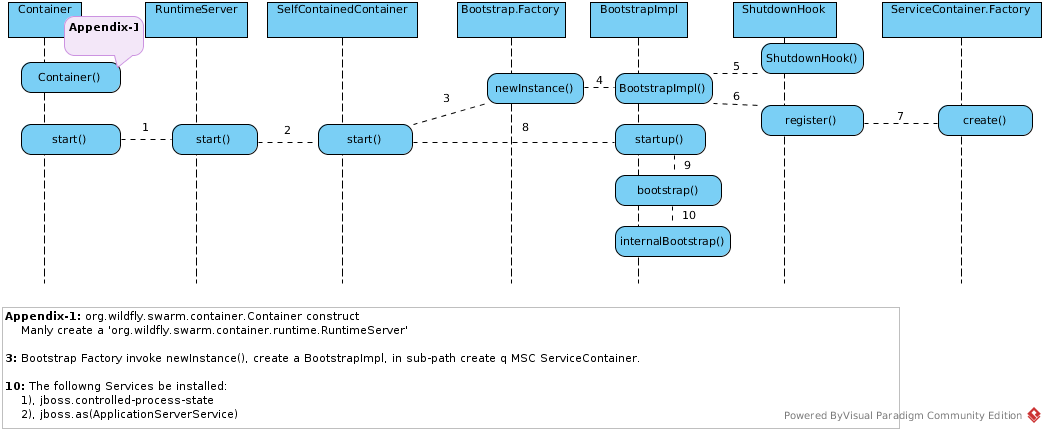 Container
RuntimeServer
SelfContainedContainer
Bootstrap.Factory
BootstrapImpl
ShutdownHook
ServiceContainer.Factory
Appendix-1
Container()
newInstance()
4
BootstrapImpl()
5
ShutdownHook()
6
3
start()
1
start()
2
start()
8
startup()
register()
7
create()
9
bootstrap()
10
internalBootstrap()
Appendix-1: org.wildfly.swarm.container.Container construct
Manly create a 'org.wildfly.swarm.container.runtime.RuntimeServer'
3: Bootstrap Factory invoke newInstance(), create a BootstrapImpl, in sub-path create q MSC ServiceContainer.
10: The followng Services be installed:
1), jboss.controlled-process-state
2), jboss.as(ApplicationServerService)
Powered ByVisual Paradigm Community Edition